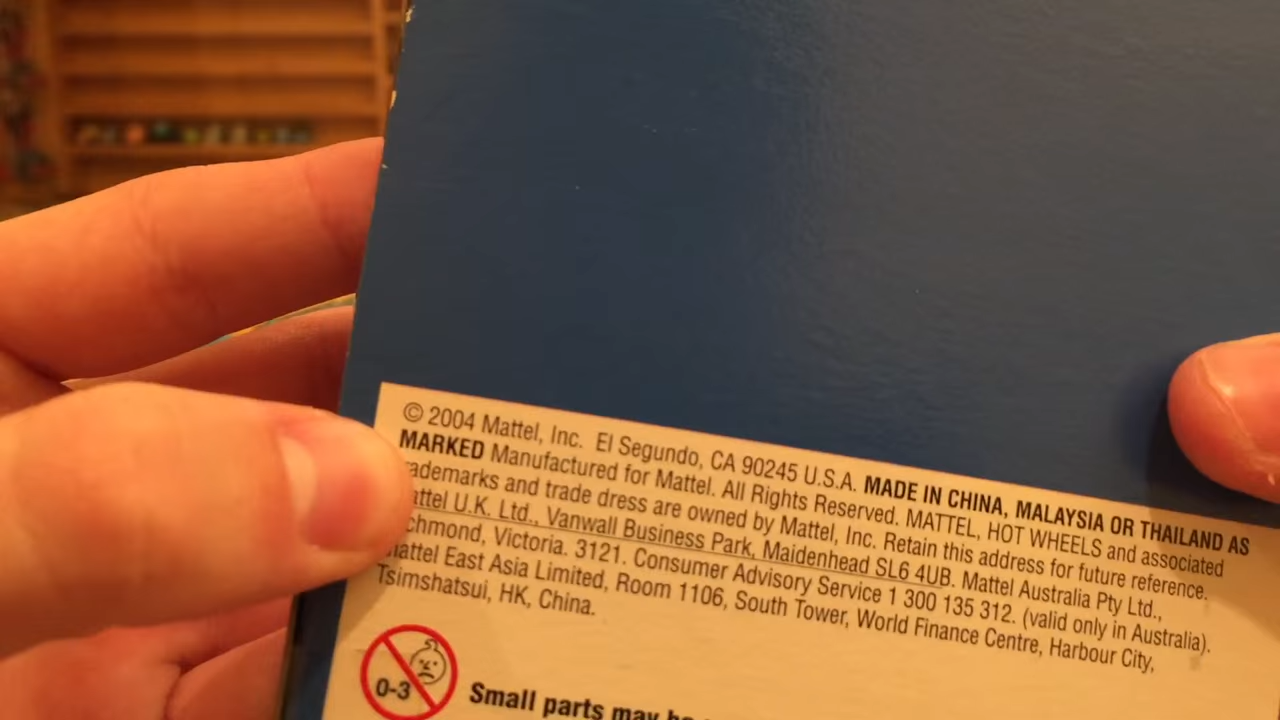 © 2004 Mattel, Inc. El Segundo, CA 90245 U.S.A. MADE IN CHINA, MALAYSIA OR THAILAND AS
MARKED Manufactured for Mattel. All Rights Reserved. MATTEL, HOT WHEELS and associated
ademarks and trade dress are owned by Mattel, Inc. Retain this address for future reference.
attel U.K. Ltd., Vanwall Business Park, Maidenhead SL6 4UB. Mattel Australia Pty Ltd.,
chmond, Victoria. 3121. Consumer Advisory Service 1 300 135 312. (valid only in Australia).
attel East Asia Limited, Room 1106, South Tower, World Finance Centre, Harbour City,
Tsimshatsui, HK, China.
0-3
Small parts may